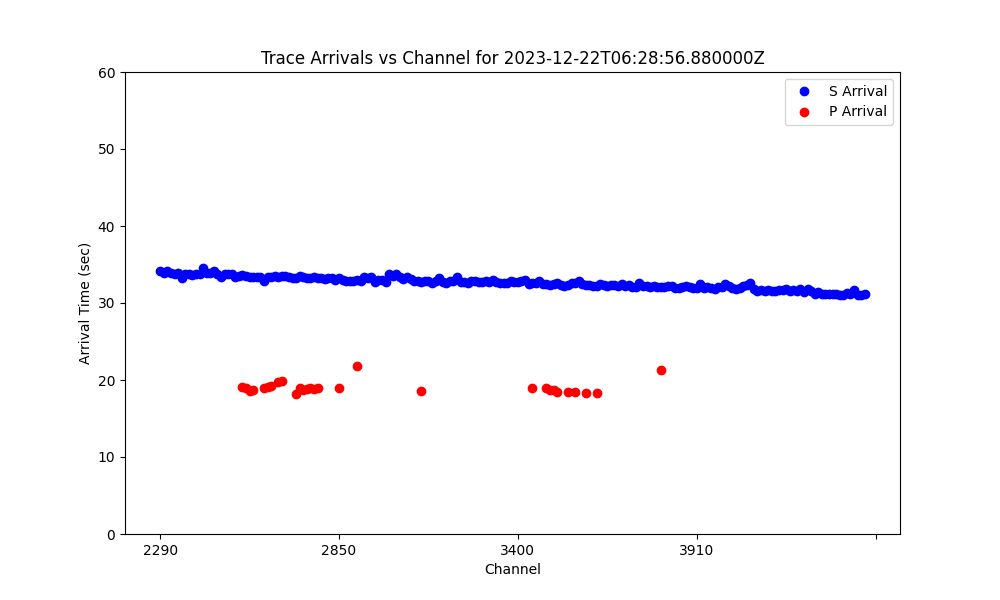 Trace Arrivals vs Channel for 2023-12-22T06:28:56.880000Z
S Arrival
P Arrival
60
50
40
30
20
10
0
Arrival Time (sec)
2290 2850 3400 3910
Channel